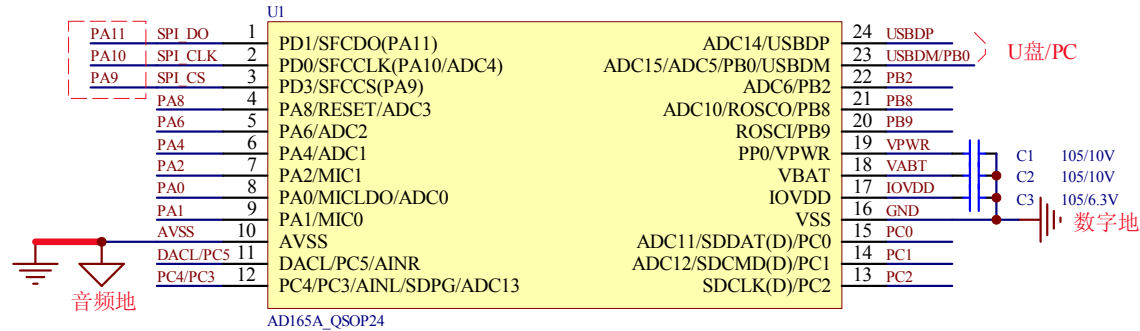 U1
PA11 SPI_DO 1 PD1/SFCDO(PA11) ADC14/USBDP 24 USBDP
PA10 SPI_CLK 2 PD0/SFCCLK(PA10/ADC4) ADC15/ADC5/PB0/USBDM 23 USBDM/PB0 U盘/PC
PA9 SPI_CS 3 PD3/SFCCS(PA9) ADC6/PB2 22 PB2
PA8 4 PA8/RESET/ADC3 ADC10/ROSCO/PB8 21 PB8
PA6 5 PA6/ADC2 ROSCI/PB9 20 PB9
PA4 6 PA4/ADC1 PP0/VPWR 19 VPWR C1 105/10V
PA2 7 PA2/MIC1 VBAT 18 VABT C2 105/10V
PA0 8 PA0/MICLDO/ADC0 IOVDD 17 IOVDD C3 105/6.3V
PA1 9 PA1/MIC0 VSS 16 GND 数字地
AVSS 10 AVSS ADC11/SDDAT(D)/PC0 15 PC0
DACL/PC5 11 DACL/PC5/AINR ADC12/SDCMD(D)/PC1 14 PC1
PC4/PC3 12 PC4/PC3/AINL/SDPG/ADC13 SDCLK(D)/PC2 13 PC2
音频地
AD165A_QSOP24